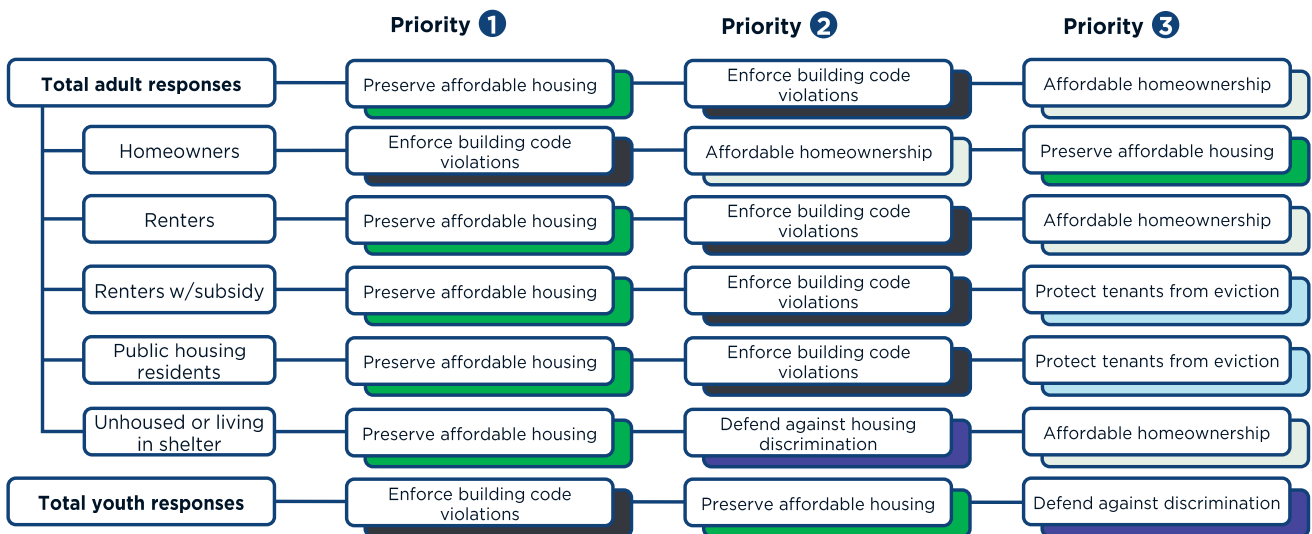 Priority 1
Priority 2
Priority 3
Total adult responses
Preserve affordable housing
Enforce building code
violations
Affordable homeownership
Homeowners
Enforce building code
violations
Affordable homeownership
Preserve affordable housing
Renters
Preserve affordable housing
Enforce building code
violations
Affordable homeownership
Renters w/subsidy
Preserve affordable housing
Enforce building code
violations
Protect tenants from eviction
Public housing
residents
Preserve affordable housing
Enforce building code
violations
Protect tenants from eviction
Unhoused or living
in shelter
Preserve affordable housing
Defend against housing
discrimination
Affordable homeownership
Total youth responses
Enforce building code
violations
Preserve affordable housing
Defend against discrimination